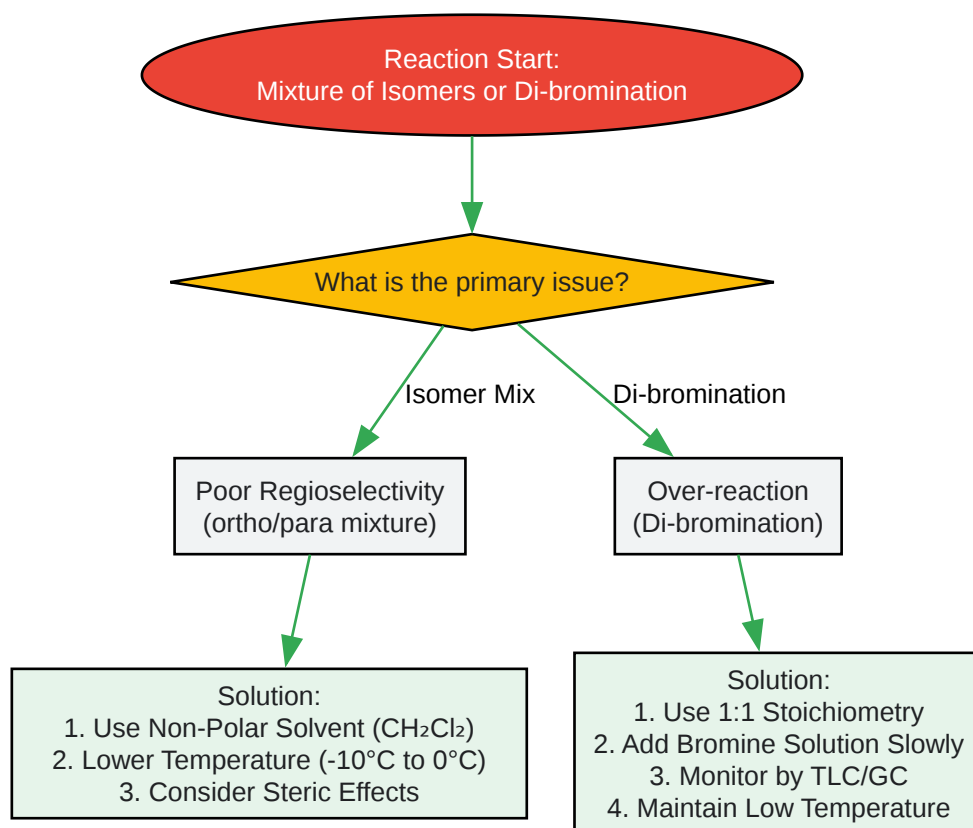 Reaction Start:
Mixture of Isomers or Di-bromination
What is the primary issue?
Isomer Mix
Di-bromination
Poor Regioselectivity
(ortho/para mixture)
Over-reaction
(Di-bromination)
Solution:
1. Use Non-Polar Solvent (CH₂Cl₂)
2. Lower Temperature (-10°C to 0°C)
3. Consider Steric Effects
Solution:
1. Use 1:1 Stoichiometry
2. Add Bromine Solution Slowly
3. Monitor by TLC/GC
4. Maintain Low Temperature